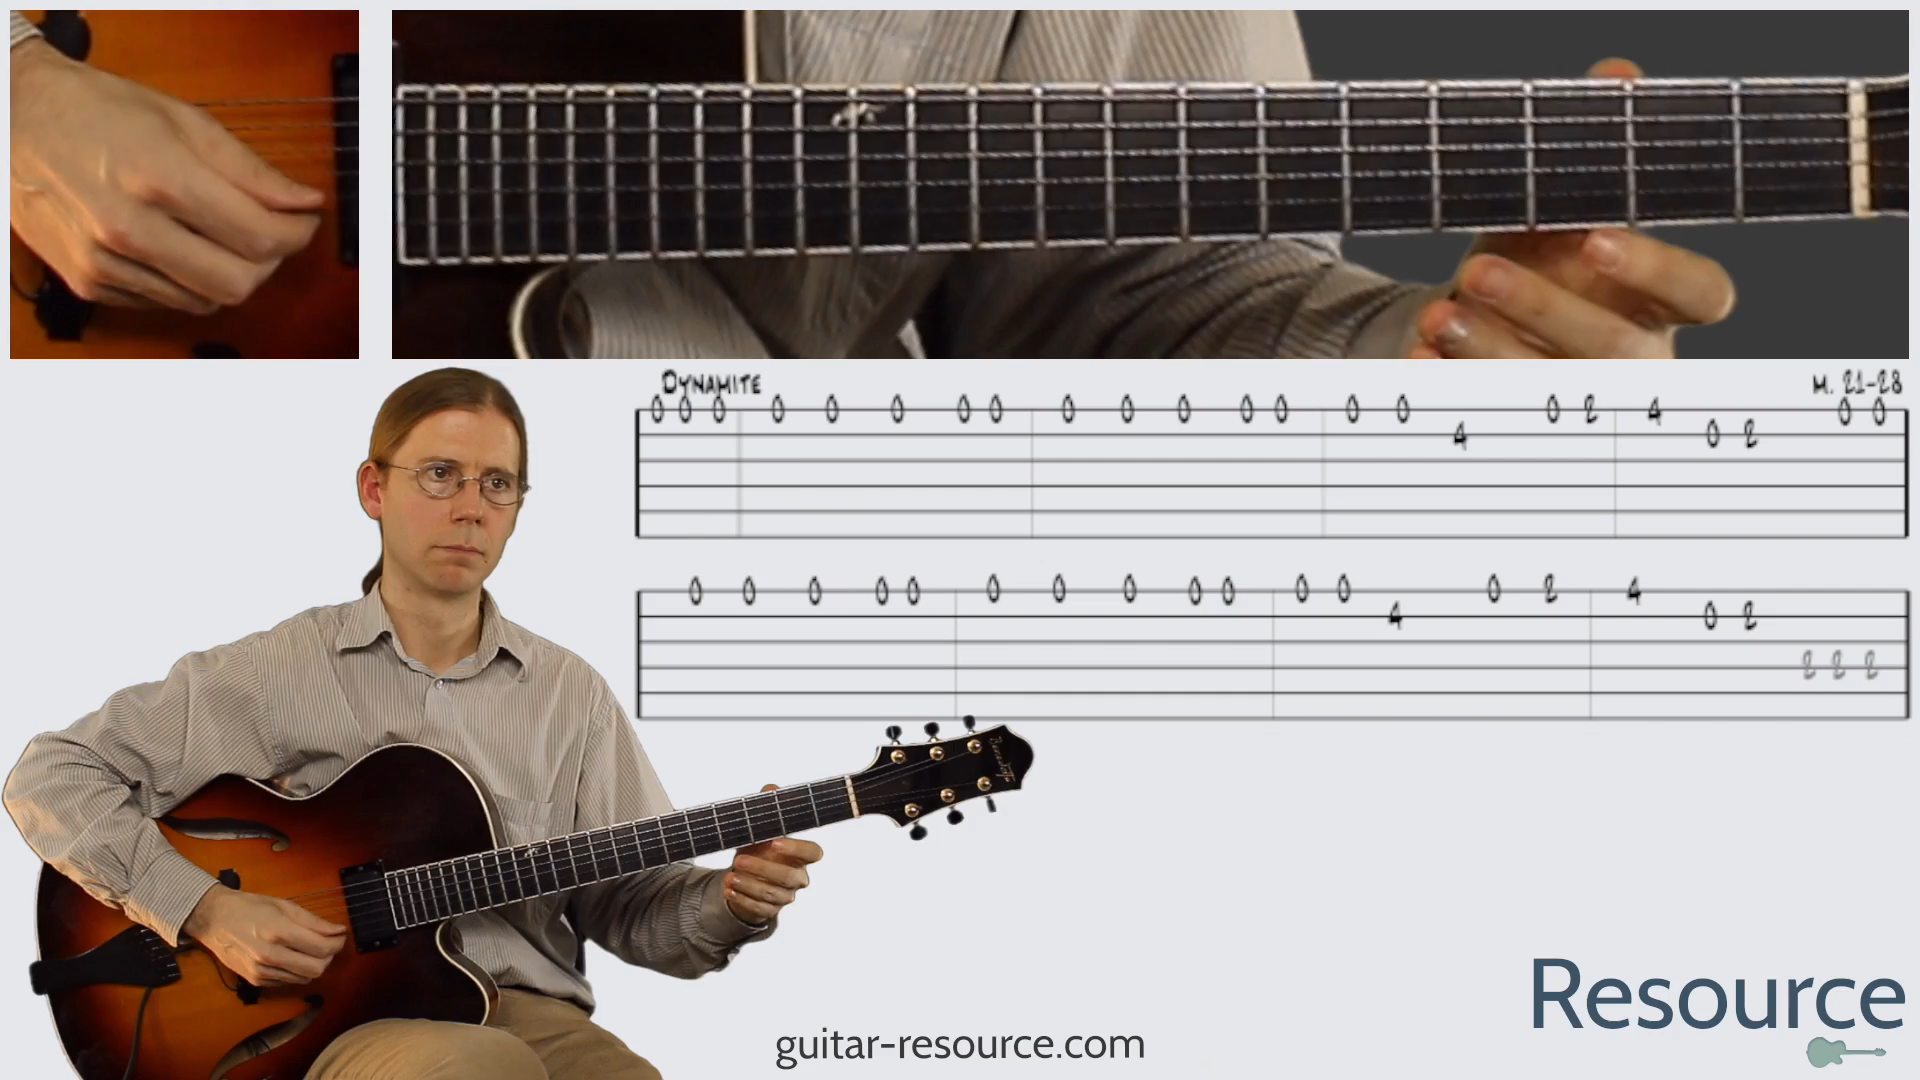 Dynamite
m. 21-28
0 0 0 0 0 0 0 0 0 0 0 0 0 0 0 0 2 4 0 0
4 0 2
0 0 0 0 0 0 0 0 0 0 0 0 0 2 4
4 0 2
2 2 2
guitar-resource.com
Resource